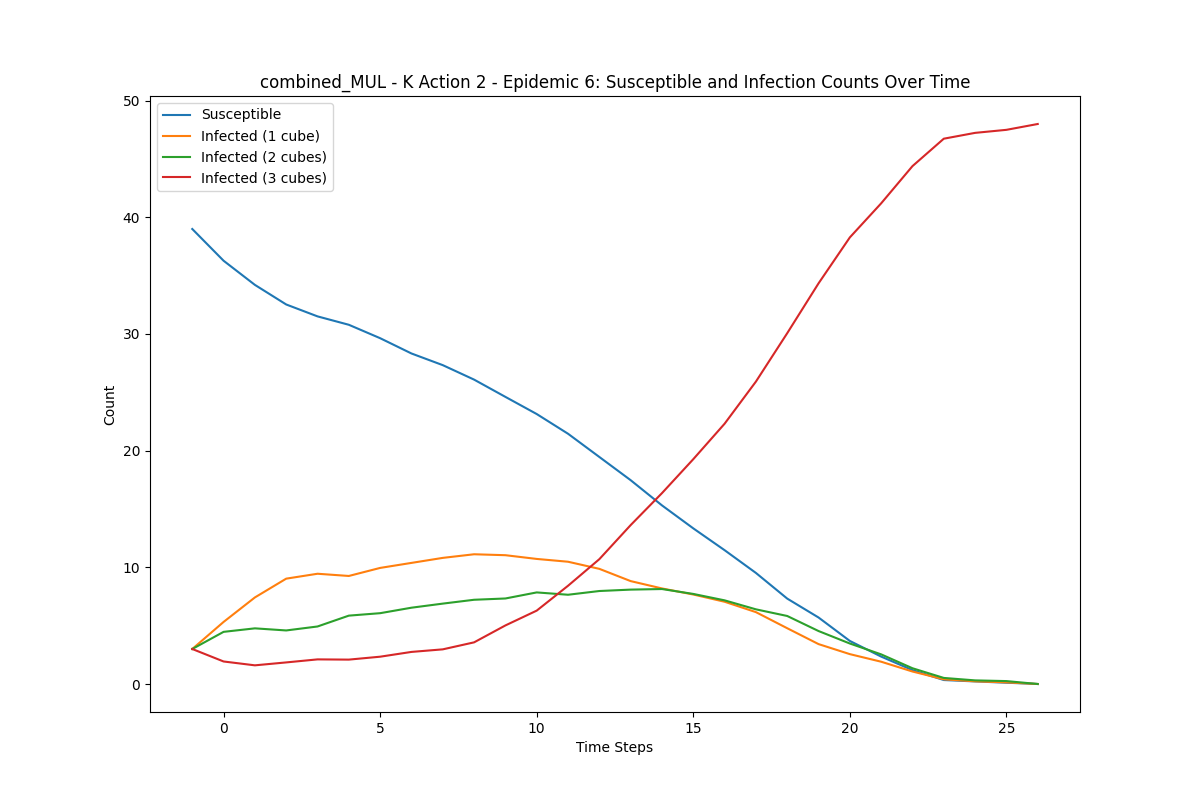 combined_MUL - K Action 2 - Epidemic 6: Susceptible and Infection Counts Over Time
Susceptible
Infected (1 cube)
Infected (2 cubes)
Infected (3 cubes)
50
40
30
20
10
0
Count
0 5 10 15 20 25
Time Steps